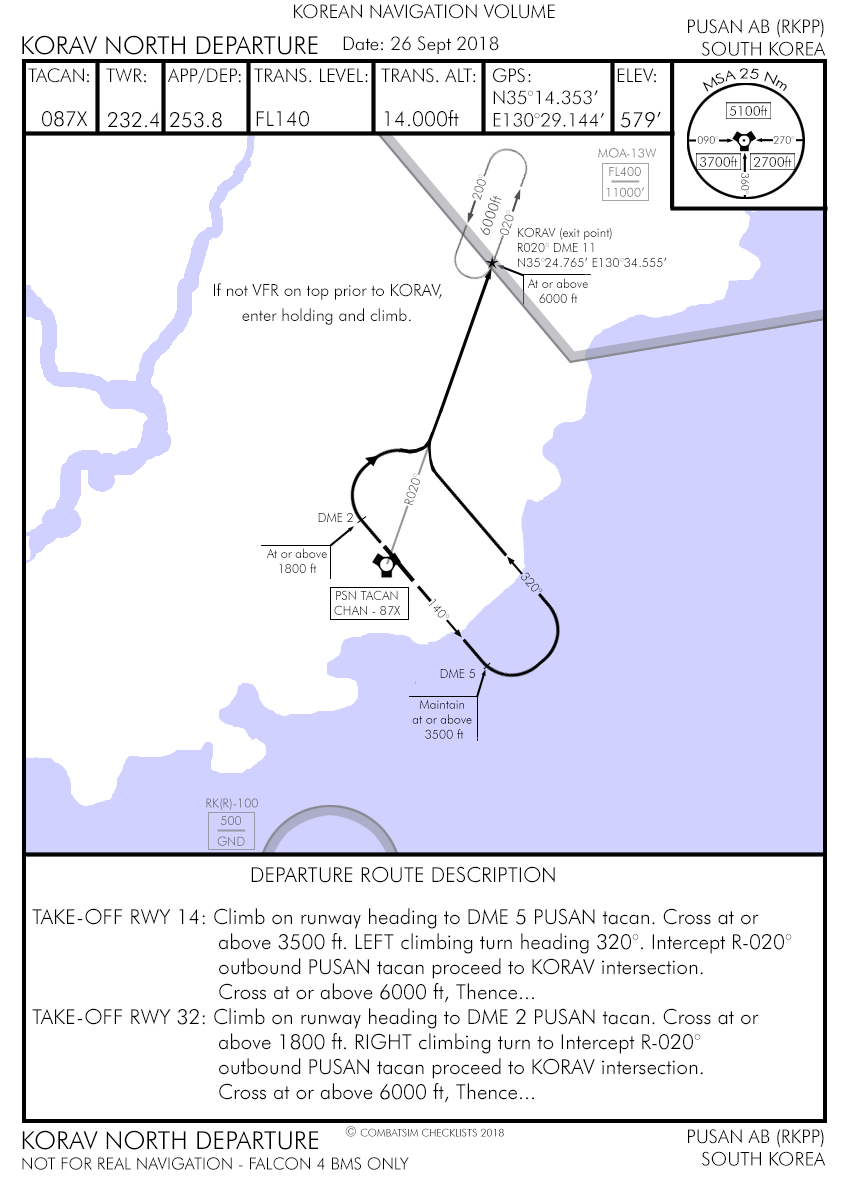 KOREAN NAVIGATION VOLUME
KORAV NORTH DEPARTURE
Date: 26 Sept 2018
PUSAN AB (RKPP)
SOUTH KOREA
TACAN:
087X
TWR:
232.4
APP/DEP:
253.8
TRANS. LEVEL:
FL140
TRANS. ALT:
14.000ft
GPS:
N35°14.353′
E130°29.144′
ELEV:
579′
MSA 25 Nm
5100ft
090°
270°
3700ft
2700ft
360°
MOA-13W
FL400
11000′
200°
6000ft
020°
KORAV (exit point)
R020° DME 11
N35°24.765′ E130°34.555′
At or above
6000 ft
If not VFR on top prior to KORAV,
enter holding and climb.
R020°
DME 2
At or above
1800 ft
PSN TACAN
CHAN - 87X
140°
320°
DME 5
Maintain
at or above
3500 ft
RK(R)-100
500
GND
DEPARTURE ROUTE DESCRIPTION
TAKE-OFF RWY 14: Climb on runway heading to DME 5 PUSAN tacan. Cross at or
above 3500 ft. LEFT climbing turn heading 320°. Intercept R-020°
outbound PUSAN tacan proceed to KORAV intersection.
Cross at or above 6000 ft, Thence...
TAKE-OFF RWY 32: Climb on runway heading to DME 2 PUSAN tacan. Cross at or
above 1800 ft. RIGHT climbing turn to Intercept R-020°
outbound PUSAN tacan proceed to KORAV intersection.
Cross at or above 6000 ft, Thence...
KORAV NORTH DEPARTURE
© COMBATSIM CHECKLISTS 2018
PUSAN AB (RKPP)
NOT FOR REAL NAVIGATION - FALCON 4 BMS ONLY
SOUTH KOREA